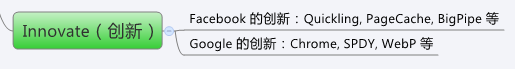 Innovate（创新）
Facebook 的创新：Quickling, PageCache, BigPipe 等
Google 的创新：Chrome, SPDY, WebP 等